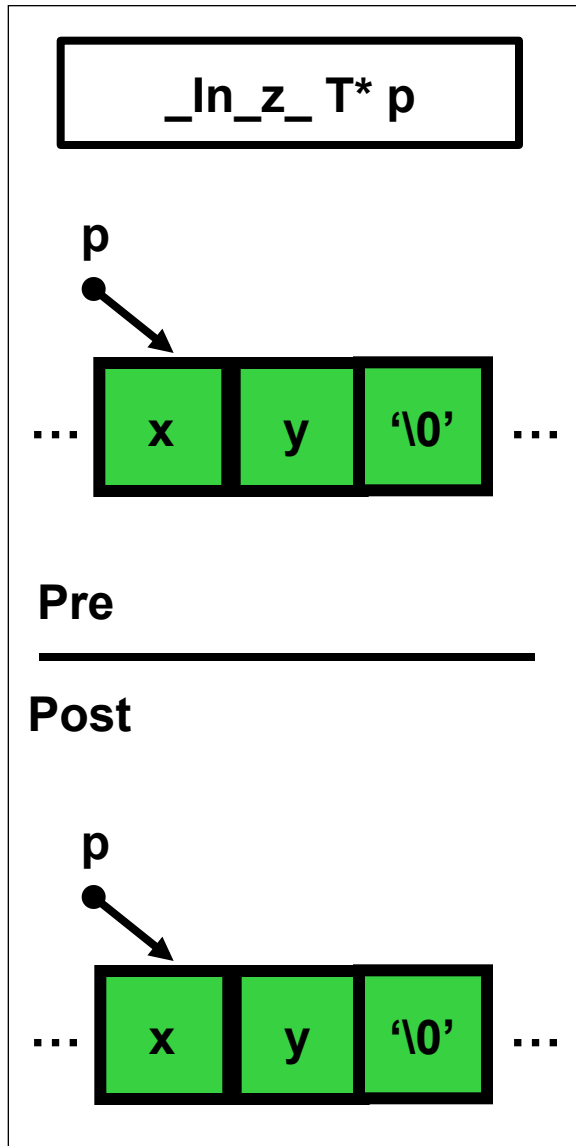 _In_z_ T* p
p
... x y ‘\0’ ...
Pre
Post
p
... x y ‘\0’ ...